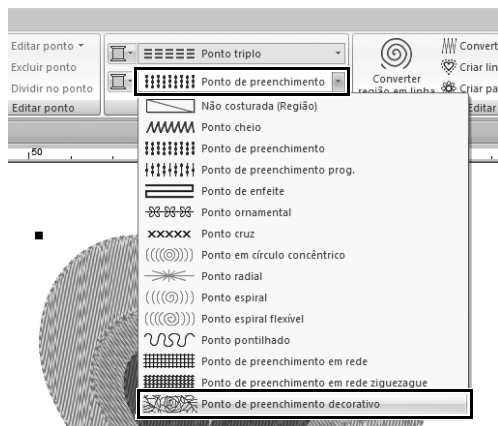 Editar ponto
Excluir ponto
Dividir no ponto
Editar ponto
Ponto triplo
Ponto de preenchimento
Converter
região em linha
Convert
Criar lin
Criar pa
Editar
50
Não costurada (Região)
Ponto cheio
Ponto de preenchimento
Ponto de preenchimento prog.
Ponto de enfeite
Ponto ornamental
Ponto cruz
Ponto em círculo concêntrico
Ponto radial
Ponto espiral
Ponto espiral flexível
Ponto pontilhado
Ponto de preenchimento em rede
Ponto de preenchimento em rede ziguezague
Ponto de preenchimento decorativo